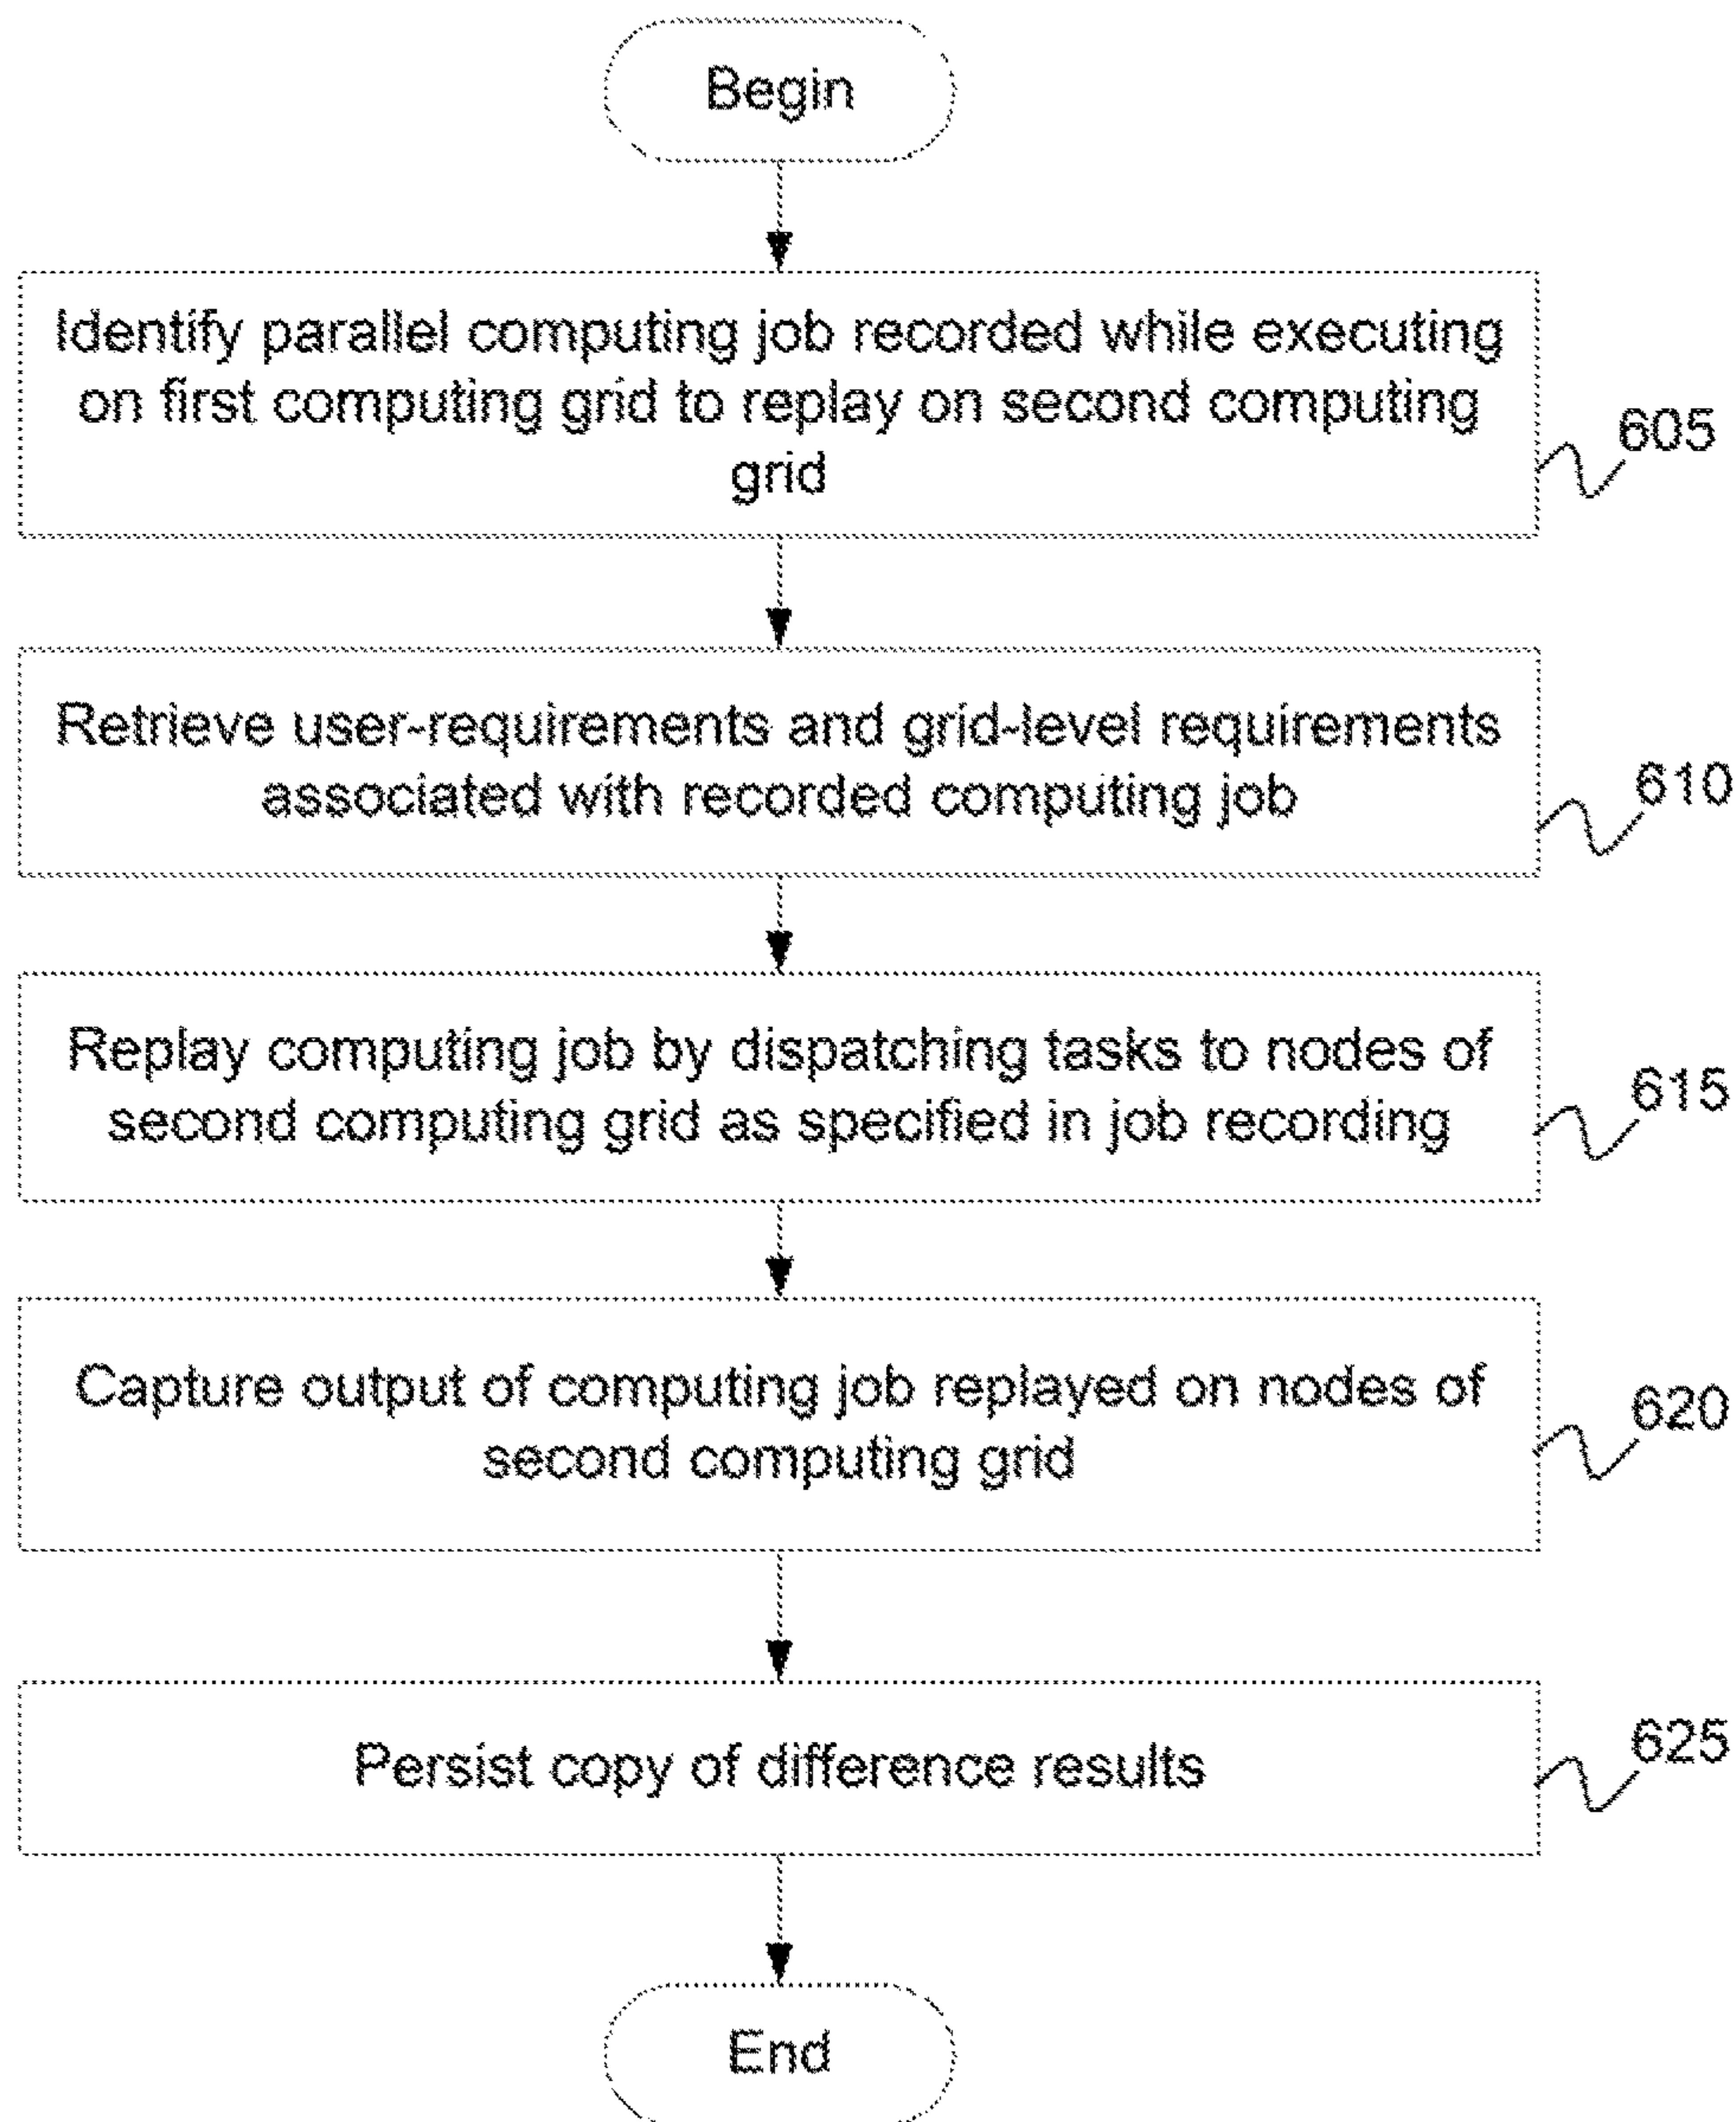 Begin
Identify parallel computing job recorded while executing
on first computing grid to replay on second computing
grid
605
Retrieve user-requirements and grid-level requirements
associated with recorded computing job
610
Replay computing job by dispatching tasks to nodes of
second computing grid as specified in job recording
615
Capture output of computing job replayed on nodes of
second computing grid
620
Persist copy of difference results
625
End